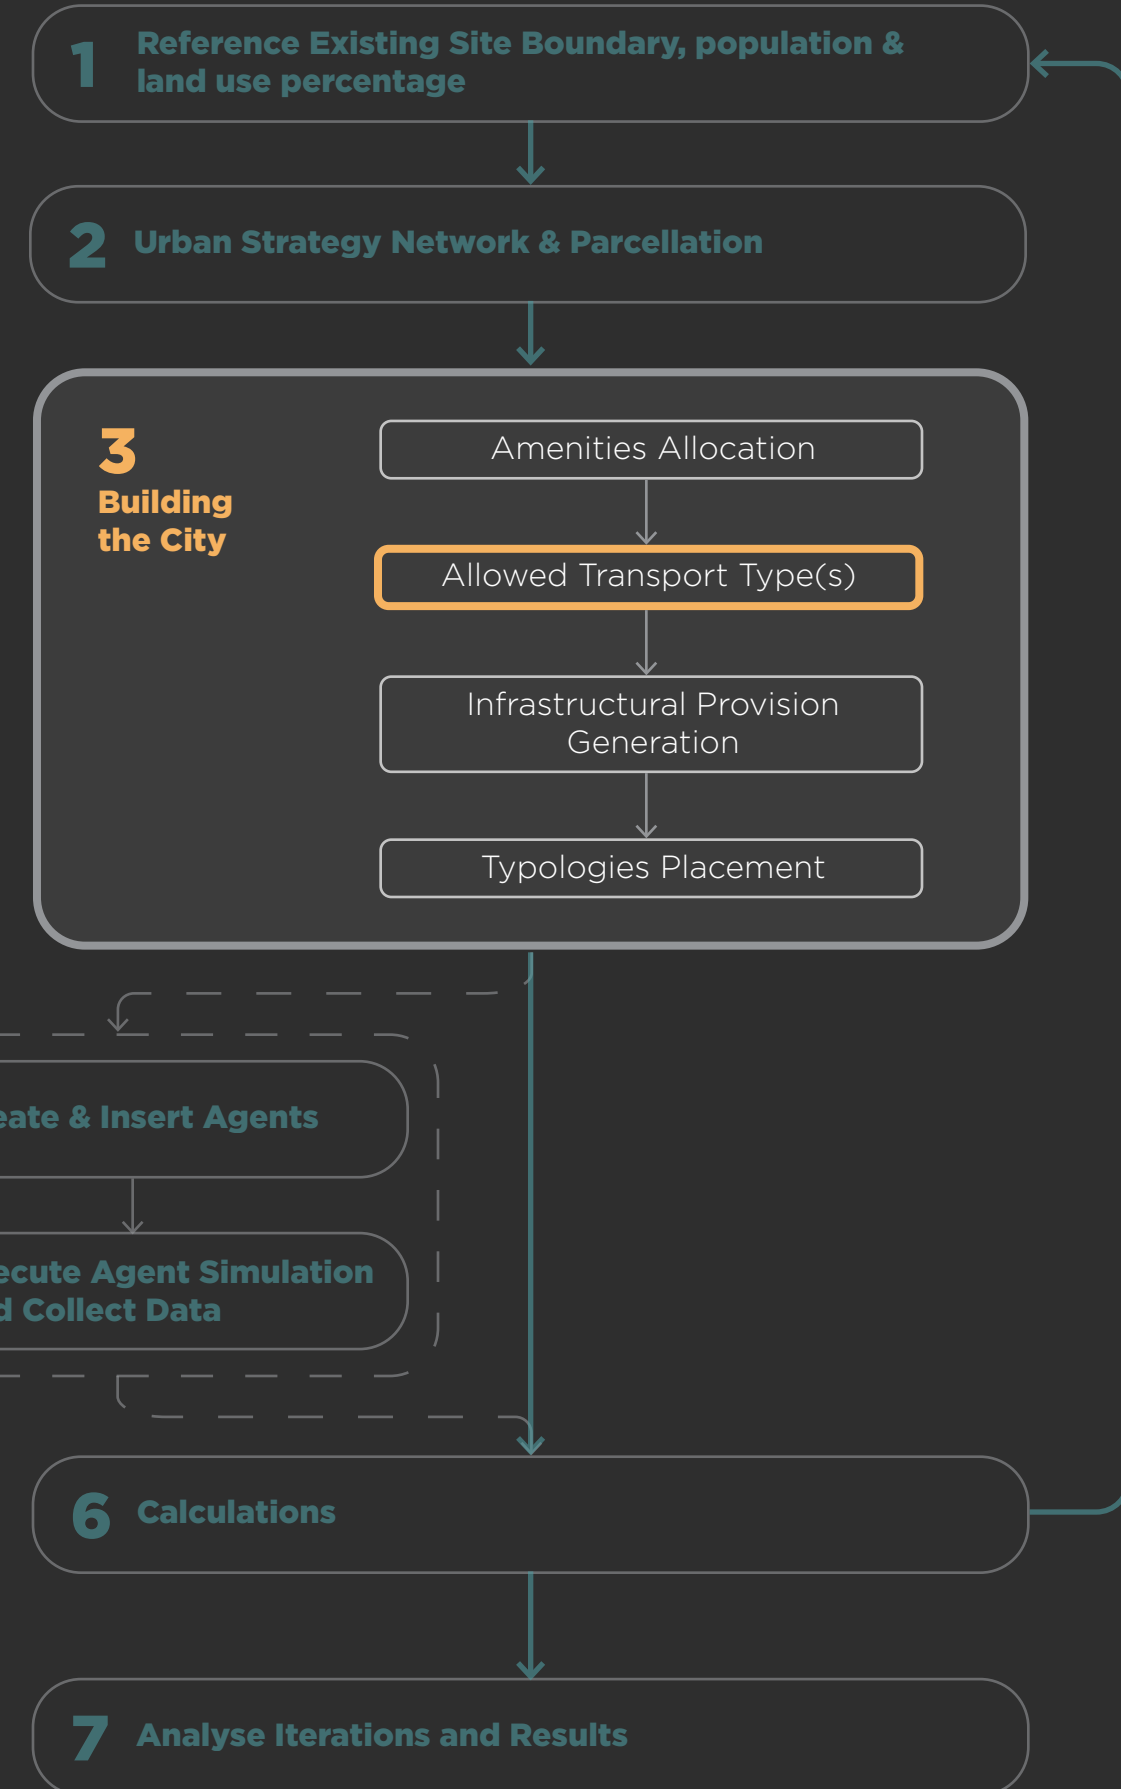 1
Reference Existing Site Boundary, population &
land use percentage
2
Urban Strategy Network & Parcellation
3
Building
the City
Amenities Allocation
Allowed Transport Type(s)
Infrastructural Provision
Generation
Typologies Placement
& Insert Agents
Agent Simulation
Collect Data
6
Calculations
7
Analyse Iterations and Results